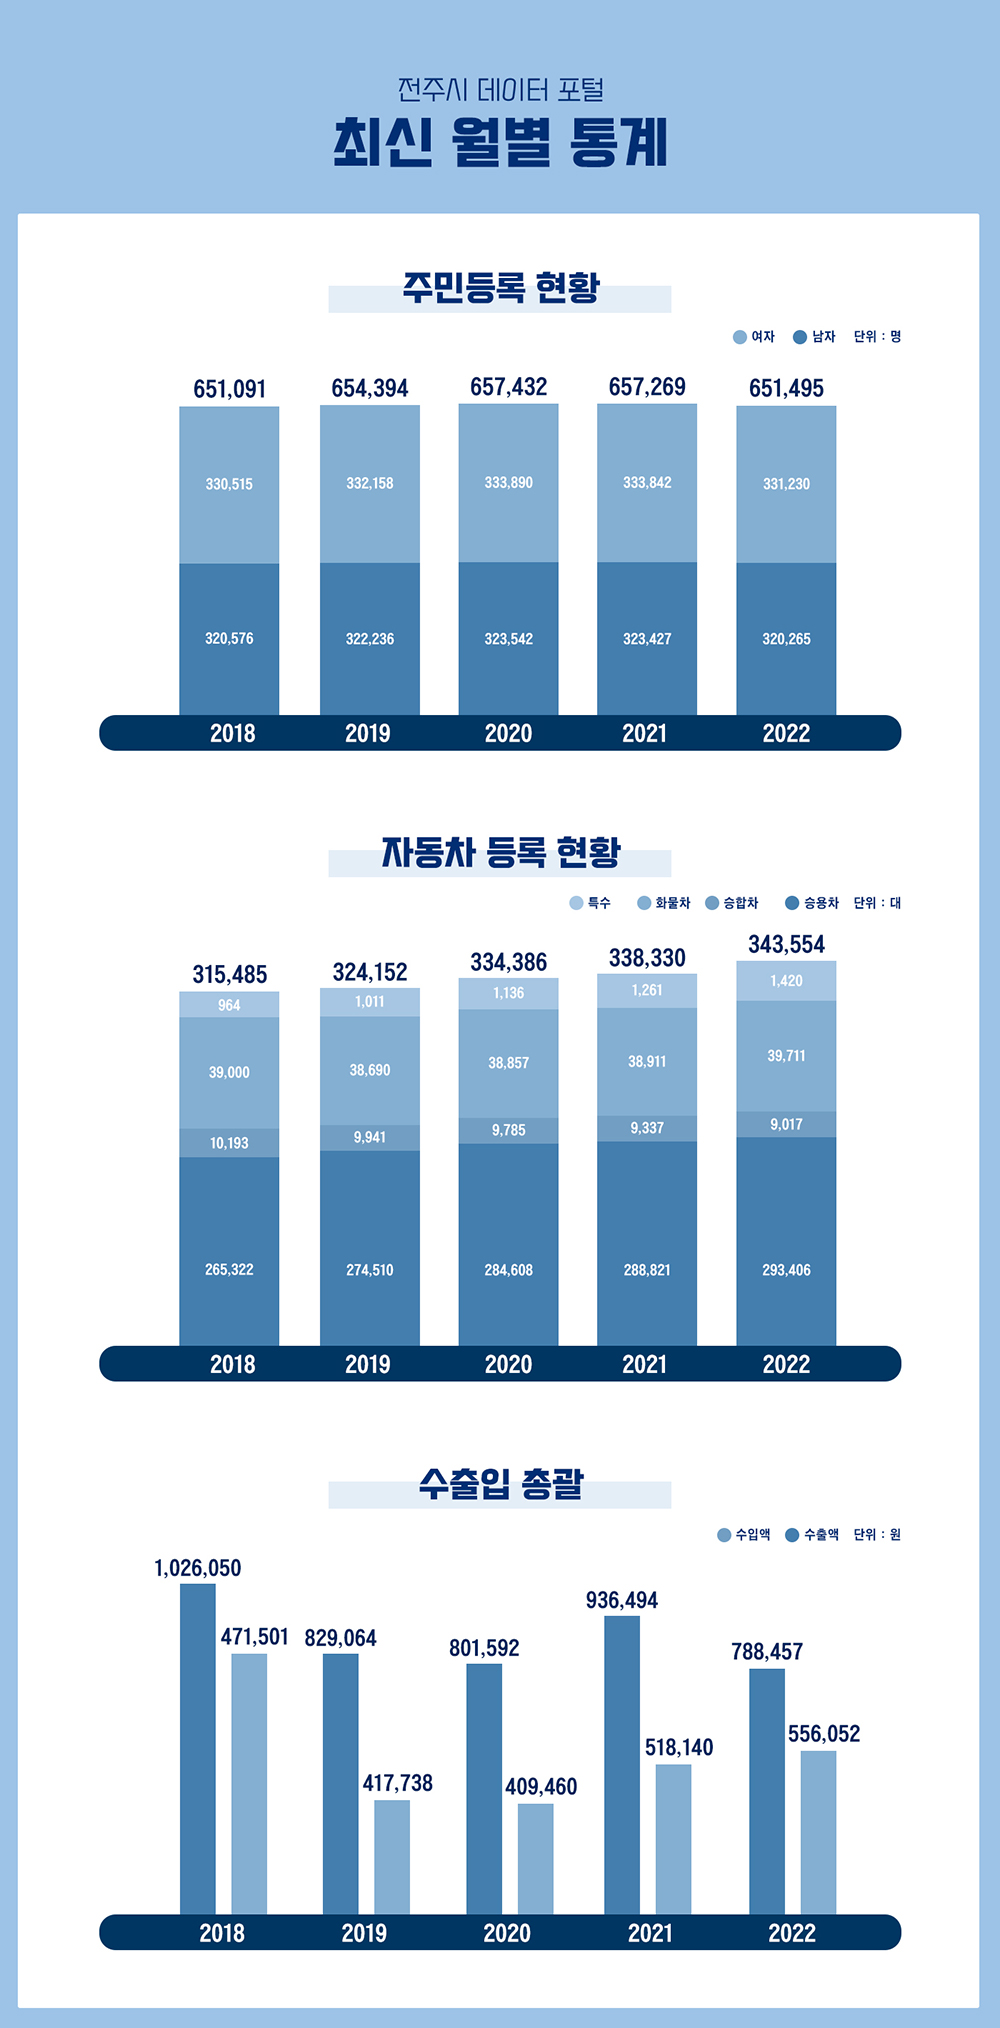 전주시 데이터 포털
최신 월별 통계
주민등록 현황
여자 남자 단위 : 명
651,091 654,394 657,432 657,269 651,495
330,515 332,158 333,890 333,842 331,230
320,576 322,236 323,542 323,427 320,265
2018 2019 2020 2021 2022
자동차 등록 현황
특수 화물차 승합차 승용차 단위 : 대
315,485 324,152 334,386 338,330 343,554
964 1,011 1,136 1,261 1,420
39,000 38,690 38,857 38,911 39,711
10,193 9,941 9,785 9,337 9,017
265,322 274,510 284,608 288,821 293,406
2018 2019 2020 2021 2022
수출입 총괄
수입액 수출액 단위 : 원
1,026,050 471,501 829,064 417,738 801,592 409,460 936,494 518,140 788,457 556,052
2018 2019 2020 2021 2022